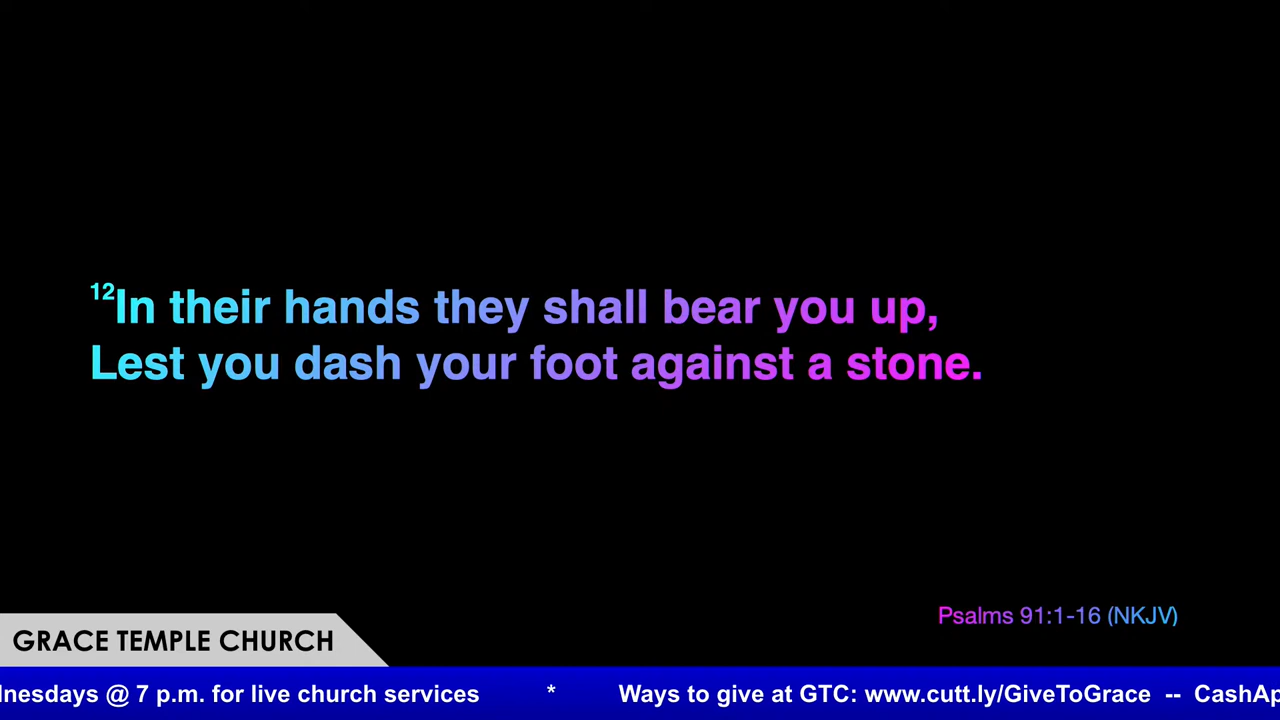 12In their hands they shall bear you up,
Lest you dash your foot against a stone.
Psalms 91:1-16 (NKJV)
GRACE TEMPLE CHURCH
dnesdays @ 7 p.m. for live church services * Ways to give at GTC: www.cutt.ly/GiveToGrace -- CashAp